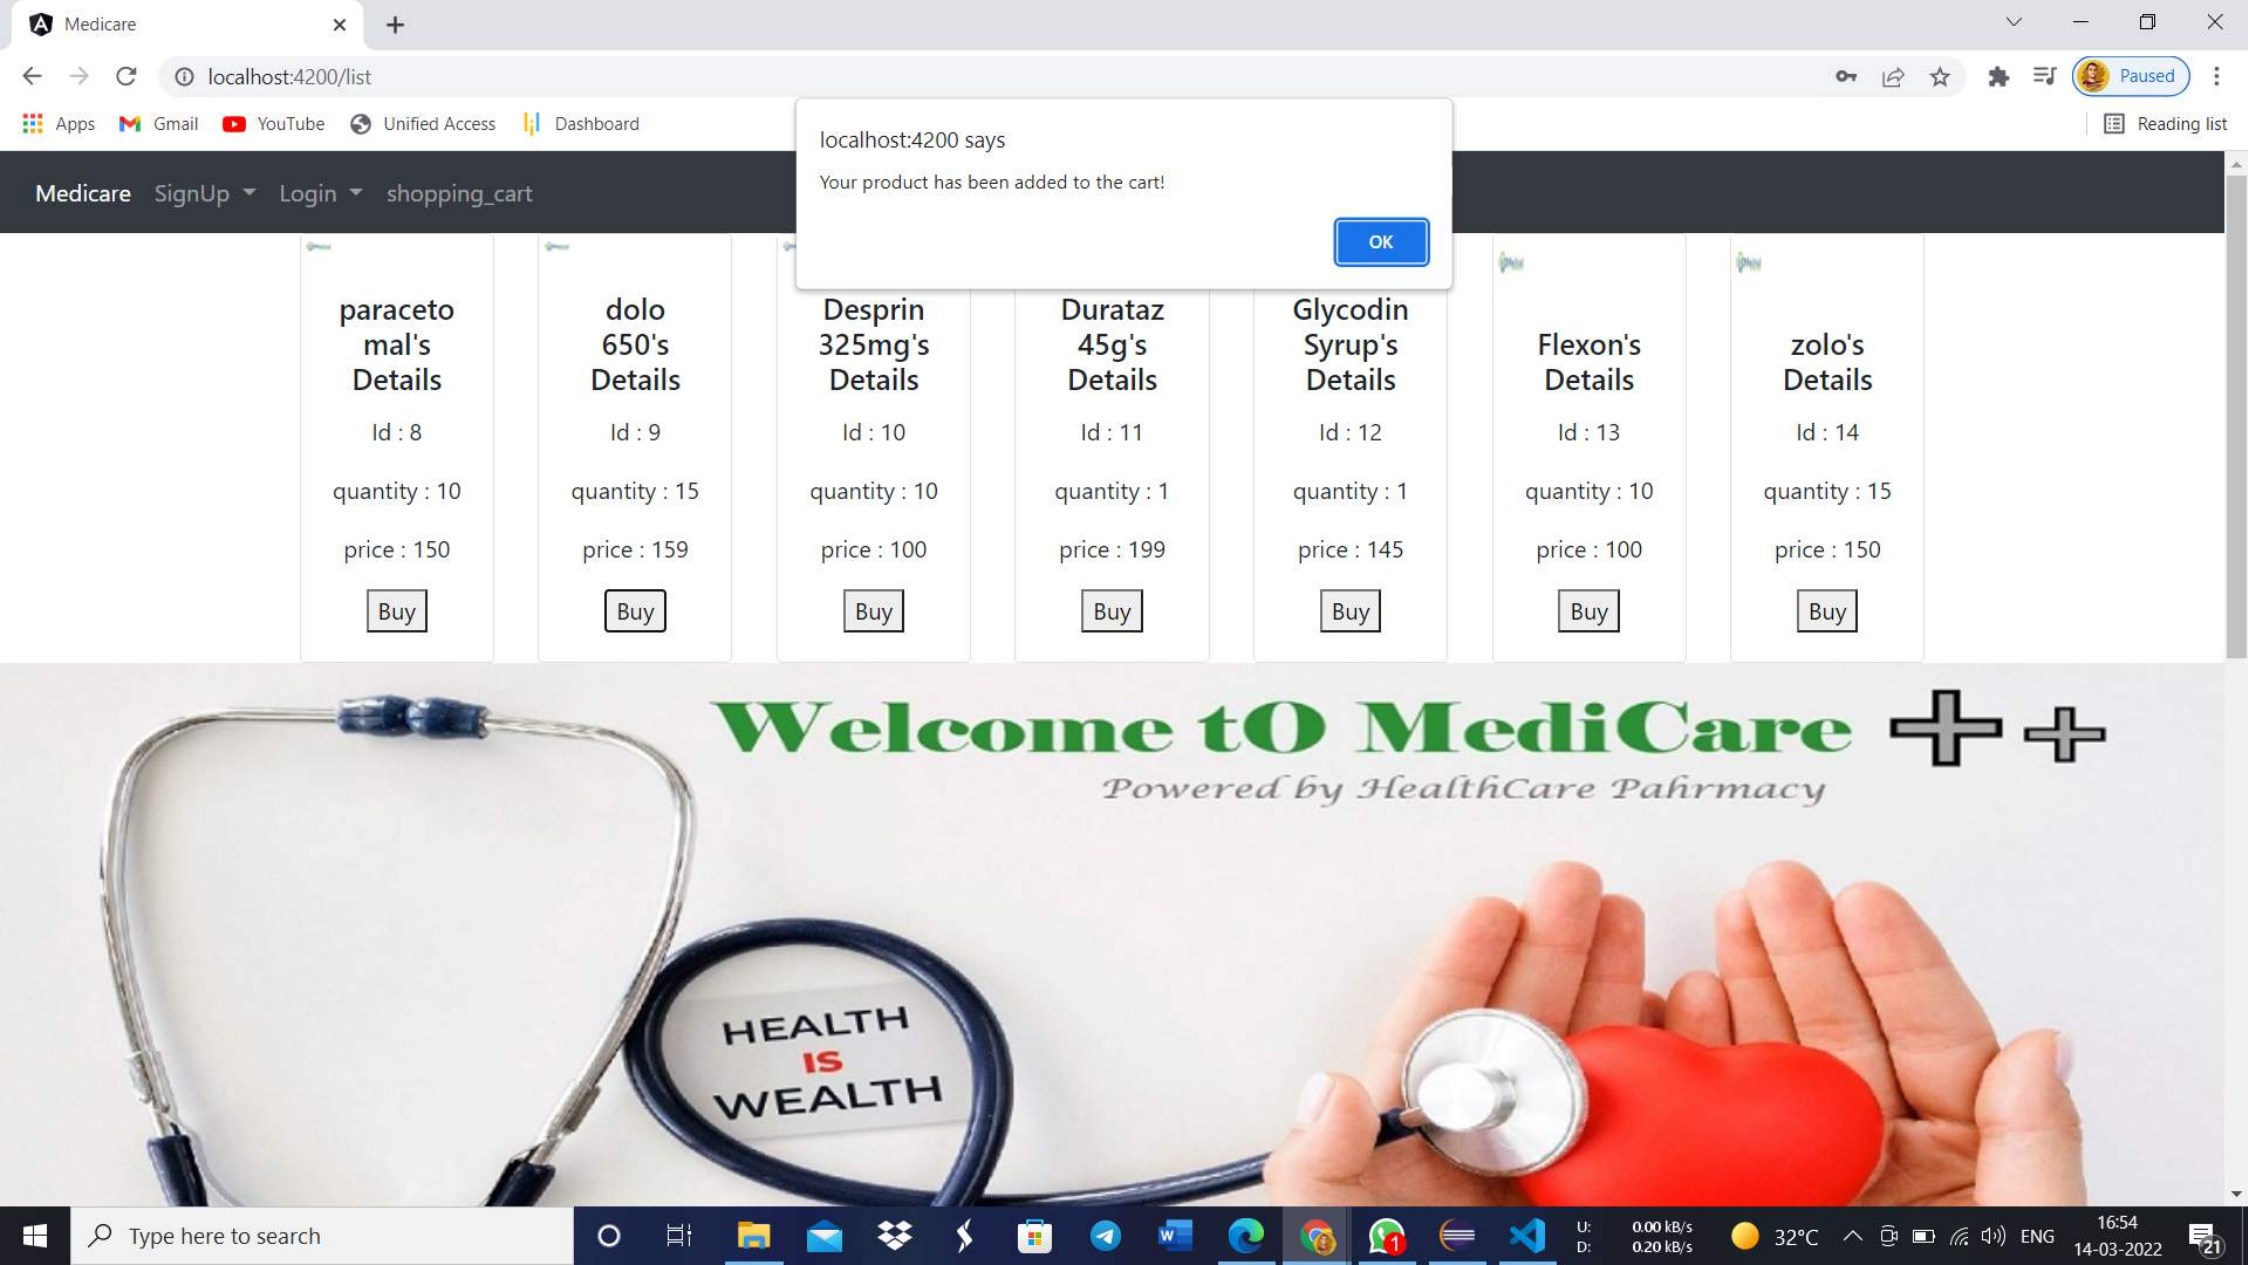 Medicare
localhost:4200/list
Paused
Apps Gmail YouTube Unified Access Dashboard
Reading list
localhost:4200 says
Your product has been added to the cart!
OK
Medicare SignUp Login shopping_cart
paraceto
mal's
Details
Id : 8
quantity : 10
price : 150
Buy
dolo
650's
Details
Id : 9
quantity : 15
price : 159
Buy
Desprin
325mg's
Details
Id : 10
quantity : 10
price : 100
Buy
Durataz
45g's
Details
Id : 11
quantity : 1
price : 199
Buy
Glycodin
Syrup's
Details
Id : 12
quantity : 1
price : 145
Buy
Flexon's
Details
Id : 13
quantity : 10
price : 100
Buy
zolo's
Details
Id : 14
quantity : 15
price : 150
Buy
Welcome tO MediCare ++
Powered by HealthCare Pahrmacy
HEALTH
IS
WEALTH
Type here to search
W
1
U: 0.00 kB/s
D: 0.20 kB/s
32°C
ENG
16:54
14-03-2022
21